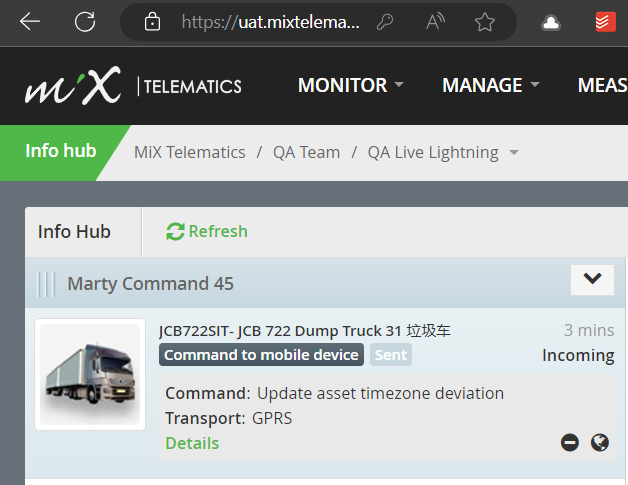 https://uat.mixtelema...
MiX TELEMATICS
MONITOR
MANAGE
MEAS
Info hub
MiX Telematics / QA Team / QA Live Lightning
Info Hub
Refresh
Marty Command 45
JCB722SIT- JCB 722 Dump Truck 31 垃圾车
3 mins
Command to mobile device
Sent
Incoming
Command: Update asset timezone deviation
Transport: GPRS
Details